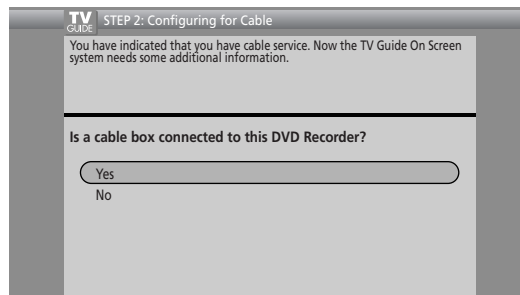 TV
GUIDE
STEP 2: Configuring for Cable
You have indicated that you have cable service. Now the TV Guide On Screen
system needs some additional information.
Is a cable box connected to this DVD Recorder?
Yes
No